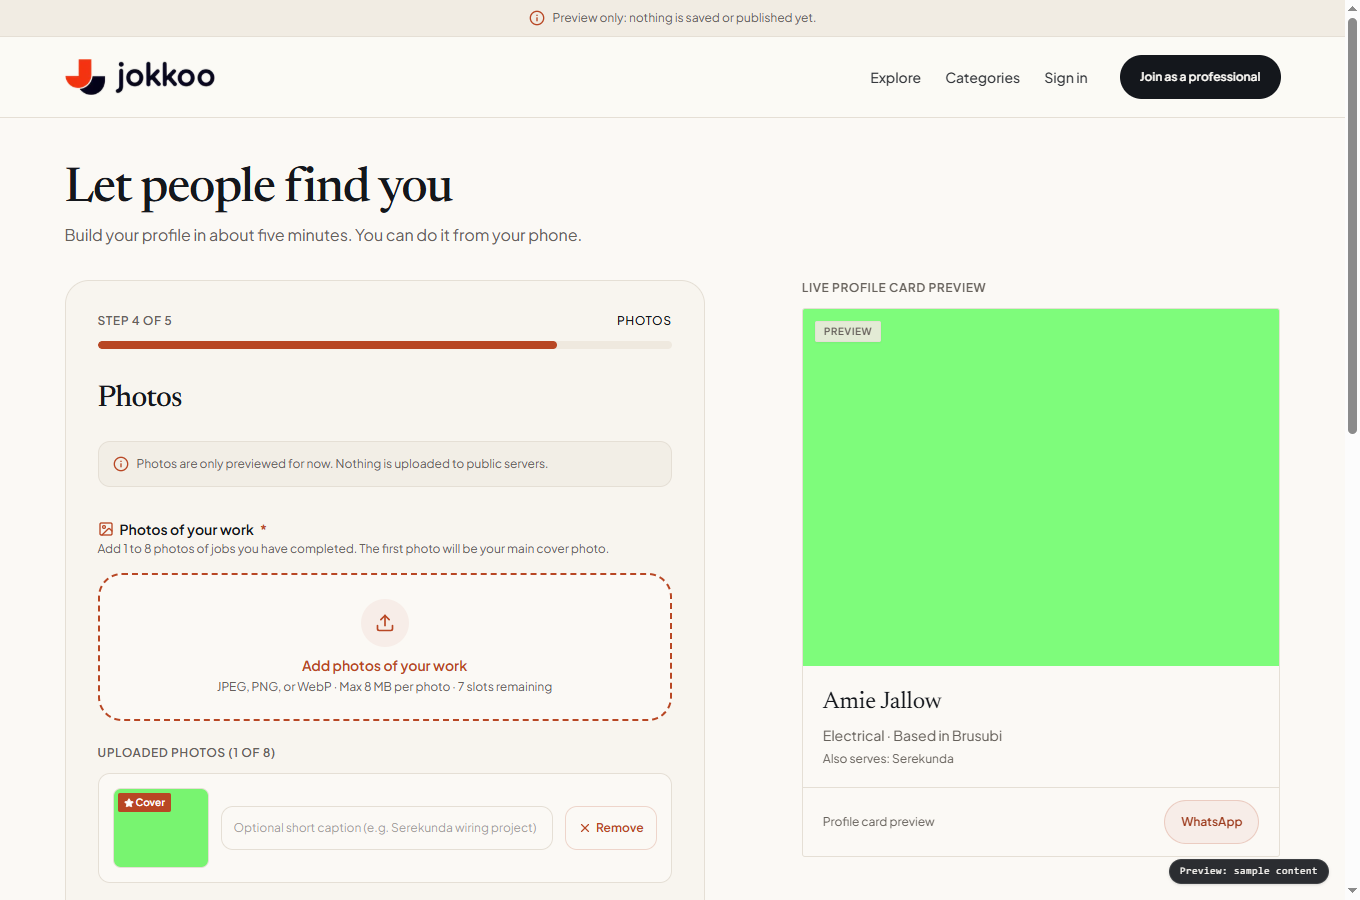 Preview only: nothing is saved or published yet.
jokkoo
Explore
Categories
Sign in
Join as a professional
Let people find you
Build your profile in about five minutes. You can do it from your phone.
STEP 4 OF 5
PHOTOS
Photos
Photos are only previewed for now. Nothing is uploaded to public servers.
Photos of your work *
Add 1 to 8 photos of jobs you have completed. The first photo will be your main cover photo.
Add photos of your work
JPEG, PNG, or WebP · Max 8 MB per photo · 7 slots remaining
UPLOADED PHOTOS (1 OF 8)
Cover
Optional short caption (e.g. Serekunda wiring project)
Remove
LIVE PROFILE CARD PREVIEW
PREVIEW
Amie Jallow
Electrical · Based in Brusubi
Also serves: Serekunda
Profile card preview
WhatsApp
Preview: sample content